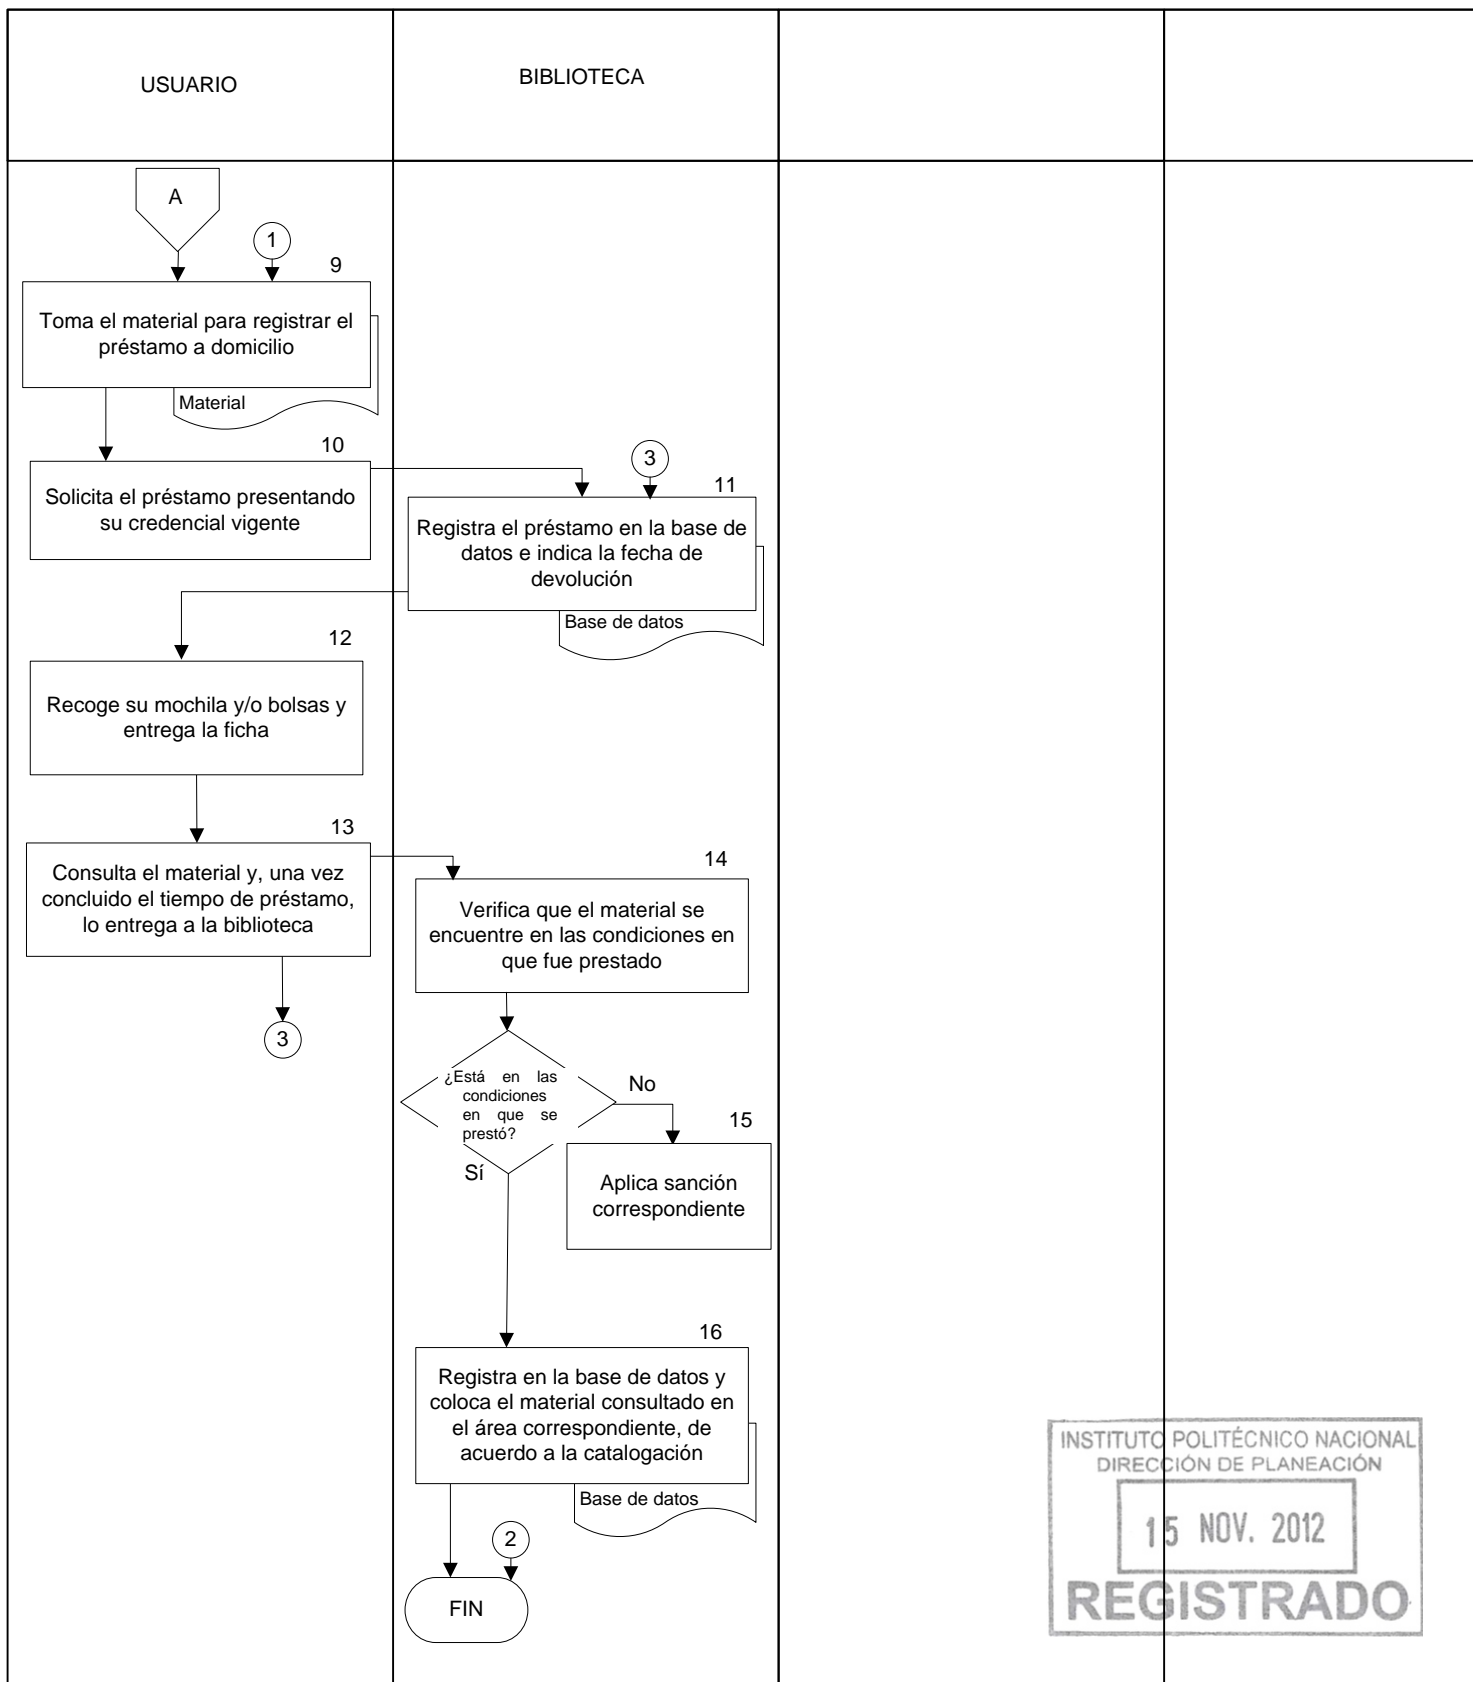 USUARIO
BIBLIOTECA
A
1
9
Toma el material para registrar el
préstamo a domicilio
Material
10
Solicita el préstamo presentando
su credencial vigente
3
11
Registra el préstamo en la base de
datos e indica la fecha de
devolución
Base de datos
12
Recoge su mochila y/o bolsas y
entrega la ficha
13
Consulta el material y, una vez
concluido el tiempo de préstamo,
lo entrega a la biblioteca
3
14
Verifica que el material se
encuentre en las condiciones en
que fue prestado
¿Está en las
condiciones
en que se
prestó?
No
Sí
15
Aplica sanción
correspondiente
16
Registra en la base de datos y
coloca el material consultado en
el área correspondiente, de
acuerdo a la catalogación
Base de datos
2
FIN
INSTITUTO POLITÉCNICO NACIONAL
DIRECCIÓN DE PLANEACIÓN
15 NOV. 2012
REGISTRADO